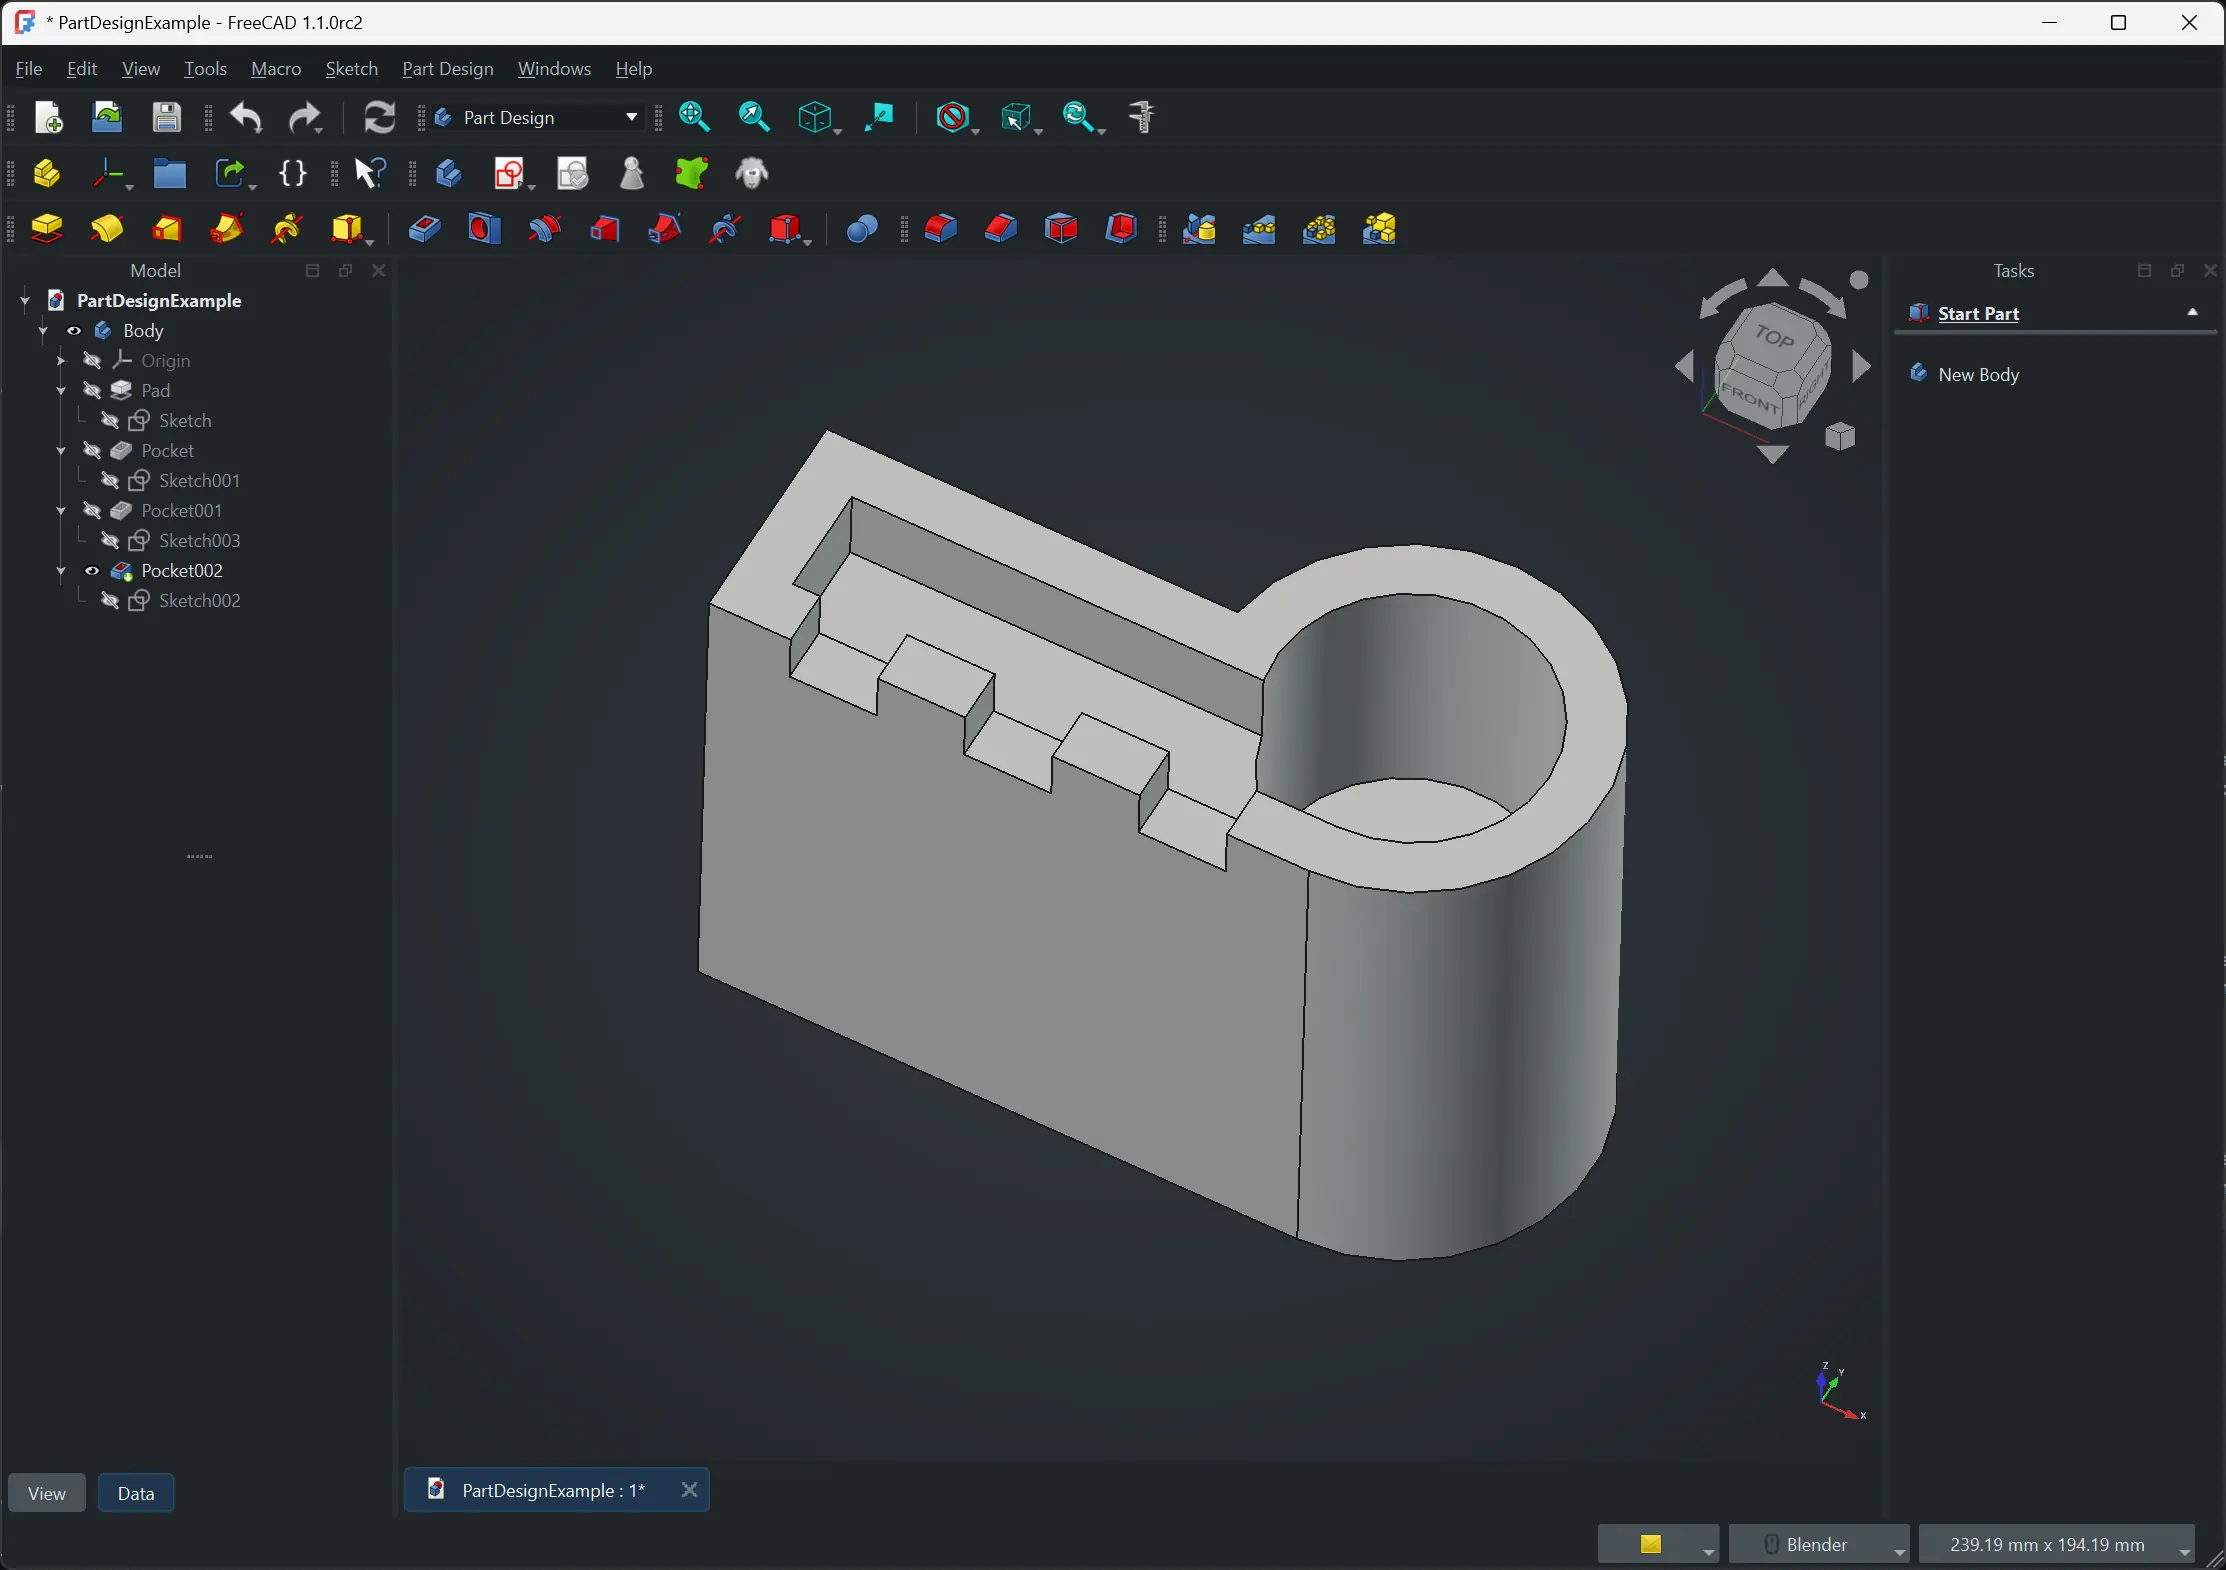 * PartDesignExample - FreeCAD 1.1.0rc2
File Edit View Tools Macro Sketch Part Design Windows Help
Part Design
Model
PartDesignExample
Body
Origin
Pad
Sketch
Pocket
Sketch001
Pocket001
Sketch003
Pocket002
Sketch002
TOP
FRONT
RIGHT
Tasks
Start Part
New Body
Z
Y
X
View Data
PartDesignExample : 1*
Blender
239.19 mm x 194.19 mm